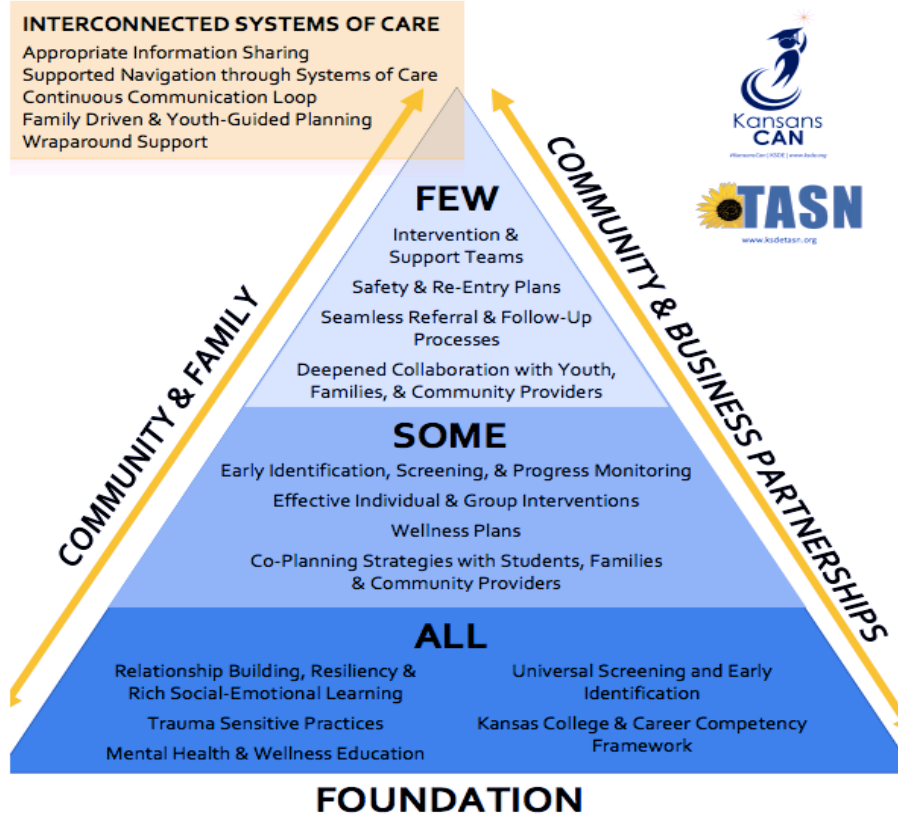 INTERCONNECTED SYSTEMS OF CARE
Appropriate Information Sharing
Supported Navigation through Systems of Care
Continuous Communication Loop
Family Driven & Youth-Guided Planning
Wraparound Support
Kansans
CAN
#KansansCan | KSDE | www.ksde.org
TASN
www.ksdetasn.org
COMMUNITY & FAMILY
COMMUNITY & BUSINESS PARTNERSHIPS
FEW
Intervention &
Support Teams
Safety & Re-Entry Plans
Seamless Referral & Follow-Up
Processes
Deepened Collaboration with Youth,
Families, & Community Providers
SOME
Early Identification, Screening, & Progress Monitoring
Effective Individual & Group Interventions
Wellness Plans
Co-Planning Strategies with Students, Families
& Community Providers
ALL
Relationship Building, Resiliency &
Rich Social-Emotional Learning
Trauma Sensitive Practices
Mental Health & Wellness Education
Universal Screening and Early
Identification
Kansas College & Career Competency
Framework
FOUNDATION